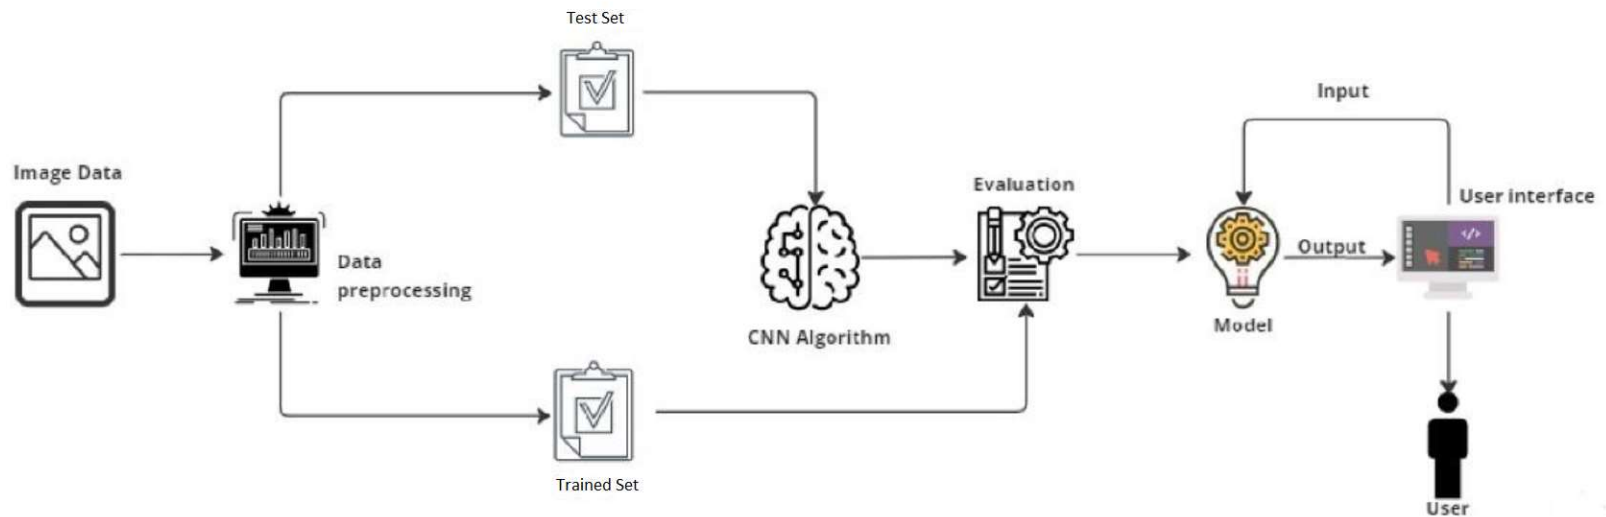 Test Set
Input
Image Data
Evaluation
User interface
Data
preprocessing
Output
</>
Model
CNN Algorithm
Trained Set
User